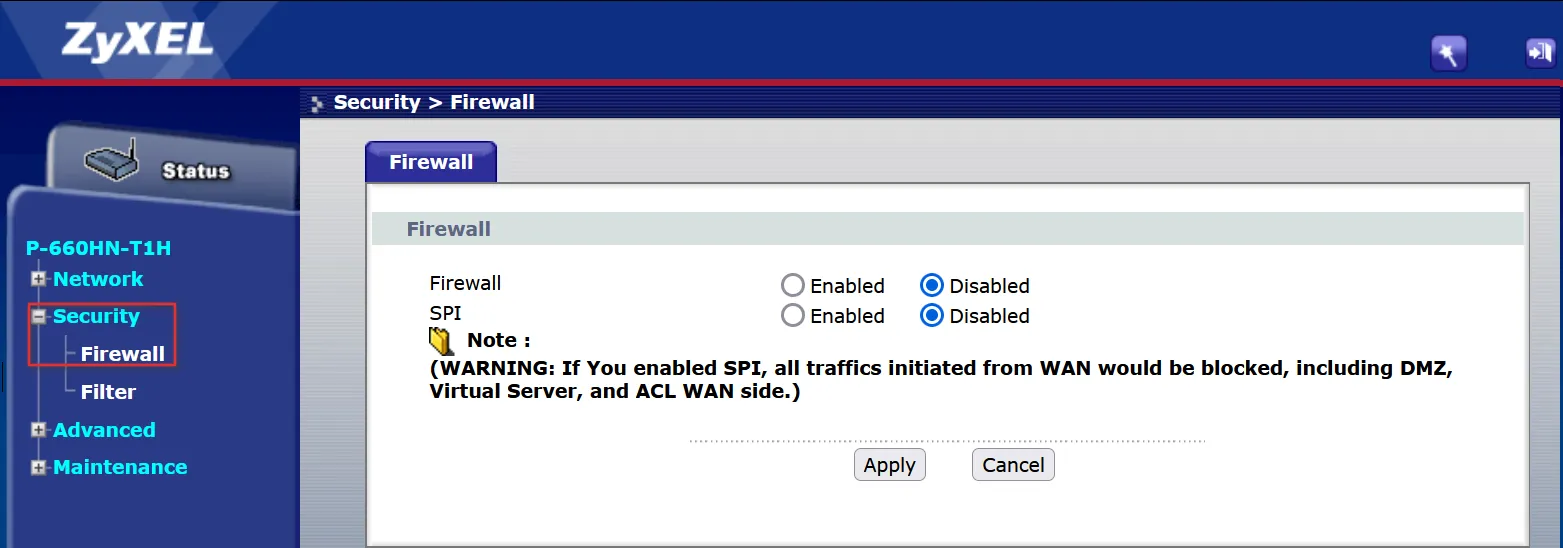 ZyXEL
Security > Firewall
Status
Firewall
Firewall
P-660HN-T1H
Network
Security
Firewall
Filter
Advanced
Maintenance
Firewall Enabled Disabled
SPI Enabled Disabled
Note :
(WARNING: If You enabled SPI, all traffics initiated from WAN would be blocked, including DMZ,
Virtual Server, and ACL WAN side.)
Apply Cancel